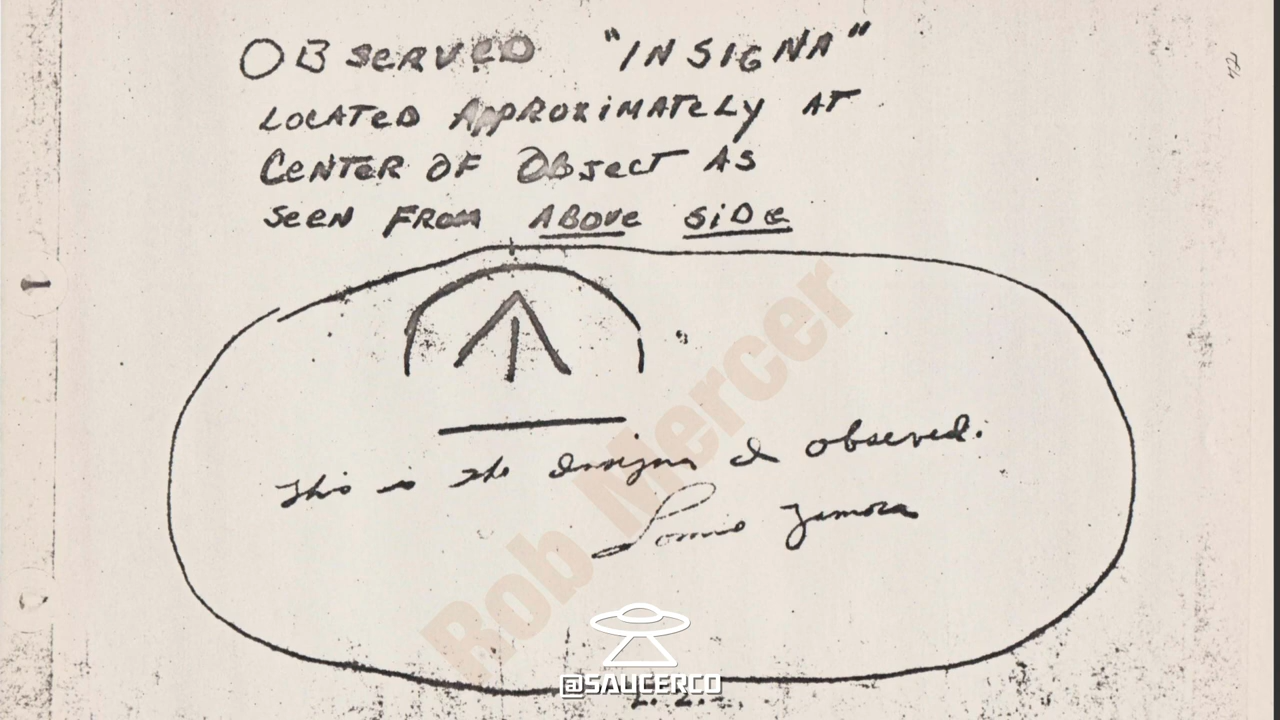 OBSERVED "INSIGNA"
LOCATED APPROXIMATELY AT
CENTER OF OBJECT AS
SEEN FROM ABOVE SIDE
This is the design I observed.
Lonnie Zamora
Rob Mercer
@SAUCERCO